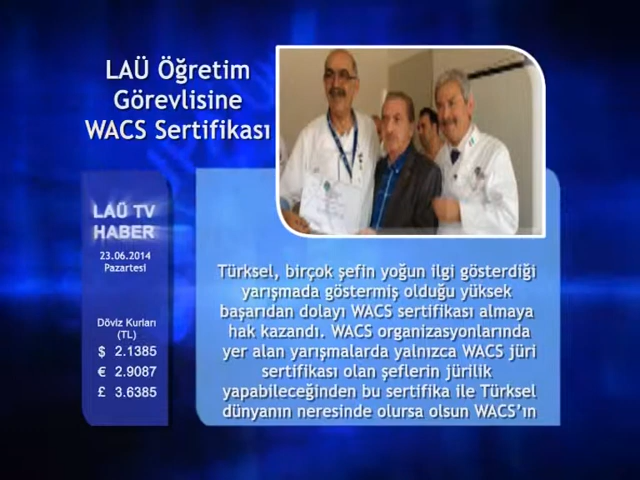 LAÜ Öğretim
Görevlisine
WACS Sertifikası
LAÜ TV
HABER
23.06.2014
Pazartesi
Döviz Kurları
(TL)
$ 2.1385
€ 2.9087
£ 3.6385
Türksel, birçok şefin yoğun ilgi gösterdiği
yarışmada göstermiş olduğu yüksek
başarıdan dolayı WACS sertifikası almaya
hak kazandı. WACS organizasyonlarında
yer alan yarışmalarda yalnızca WACS jüri
sertifikası olan şeflerin jürilik
yapabileceğinden bu sertifika ile Türksel
dünyanın neresinde olursa olsun WACS’ın